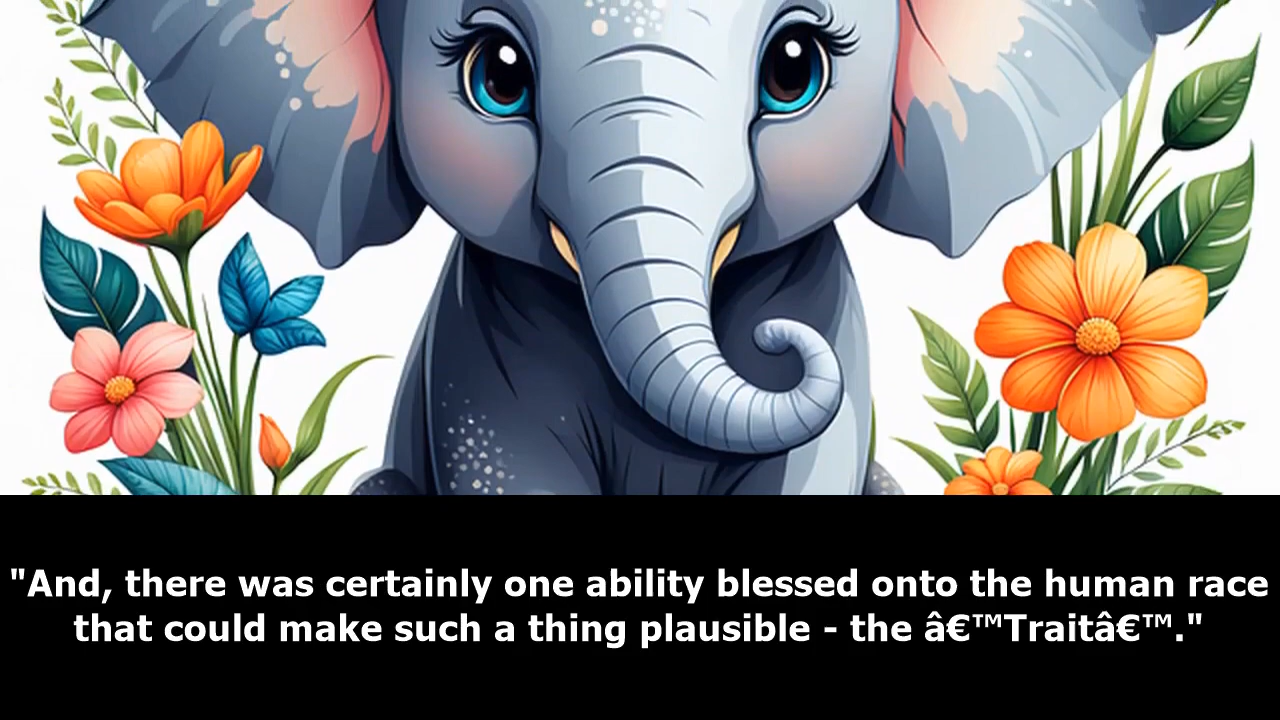 "And, there was certainly one ability blessed onto the human race
that could make such a thing plausible - the â€™Traitâ€™."